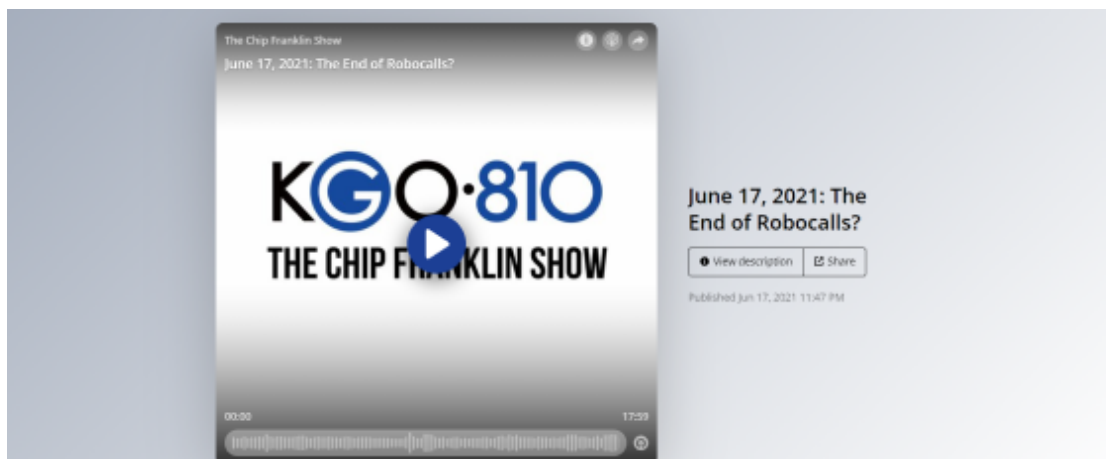 The Chip Franklin Show
June 17, 2021: The End of Robocalls?
KGO·810
THE CHIP FRANKLIN SHOW
00:00
17:59
June 17, 2021: The
End of Robocalls?
View description
Share
Published Jun 17, 2021 11:47 PM